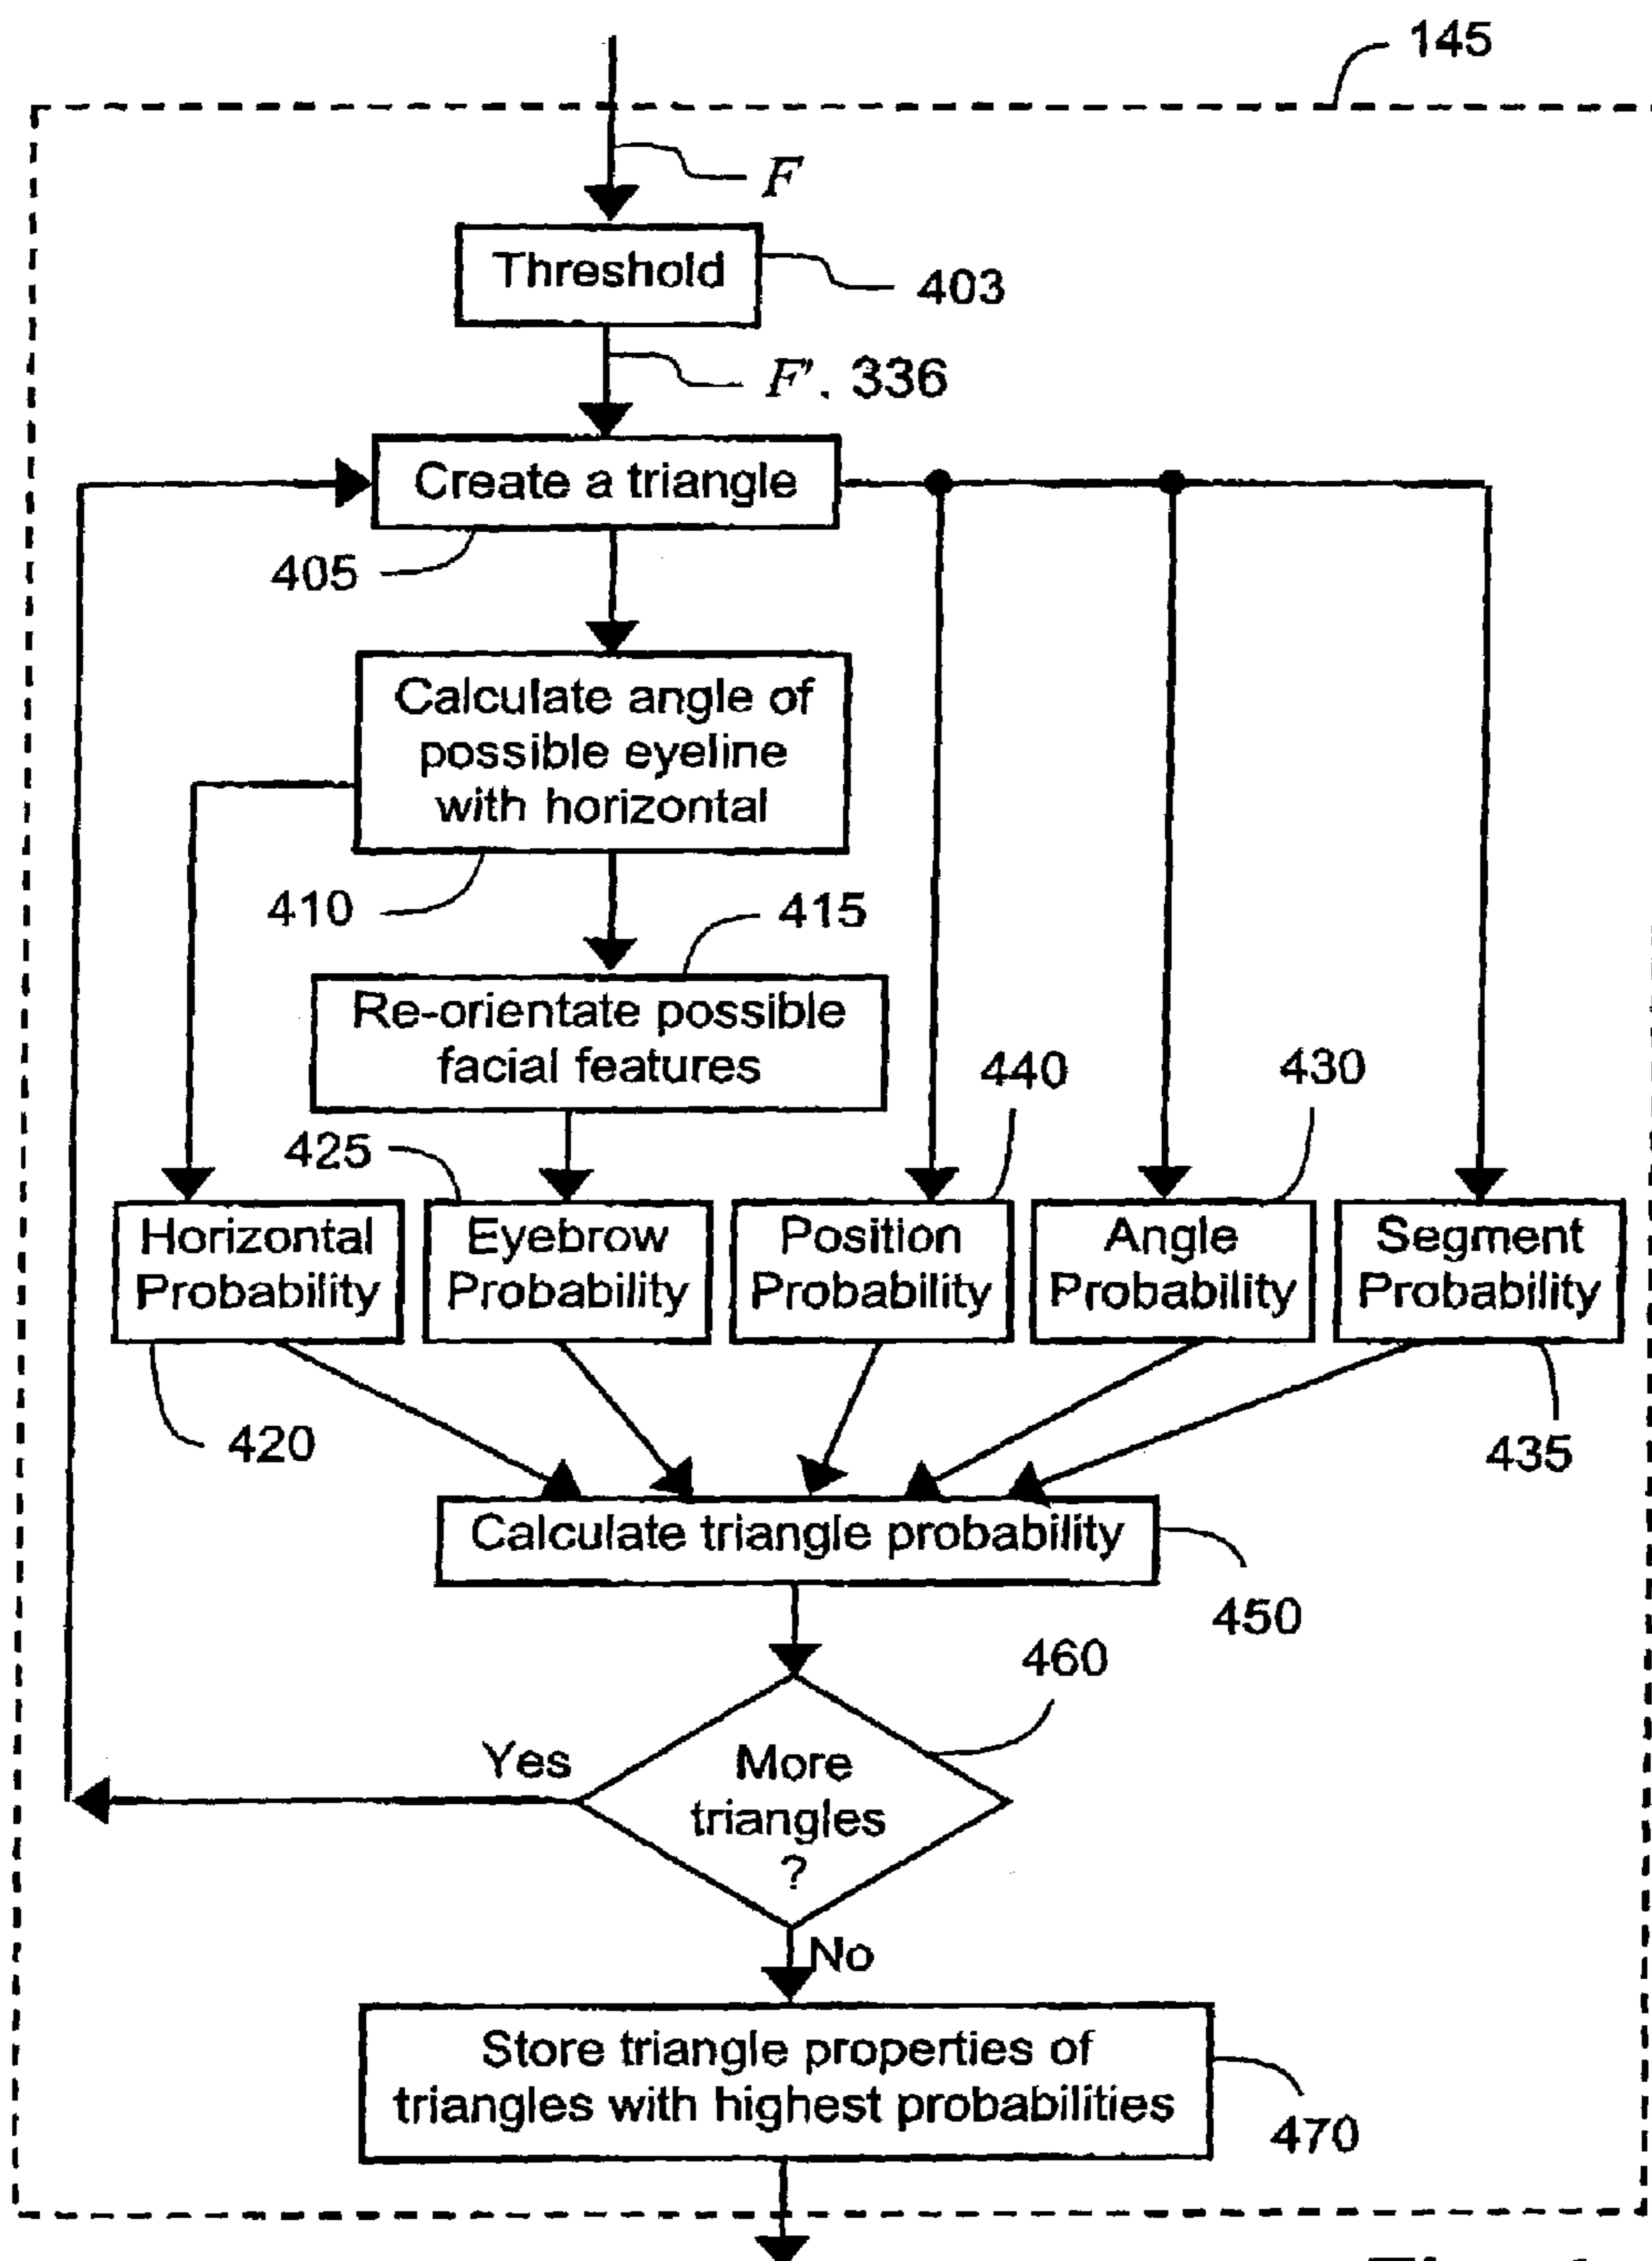 145
F
Threshold
403
F'. 336
Create a triangle
405
Calculate angle of
possible eyeline
with horizontal
410
415
Re-orientate possible
facial features
440
430
425
Horizontal
Probability
Eyebrow
Probability
Position
Probability
Angle
Probability
Segment
Probability
420
435
Calculate triangle probability
450
460
Yes
More
triangles
?
No
Store triangle properties of
triangles with highest probabilities
470